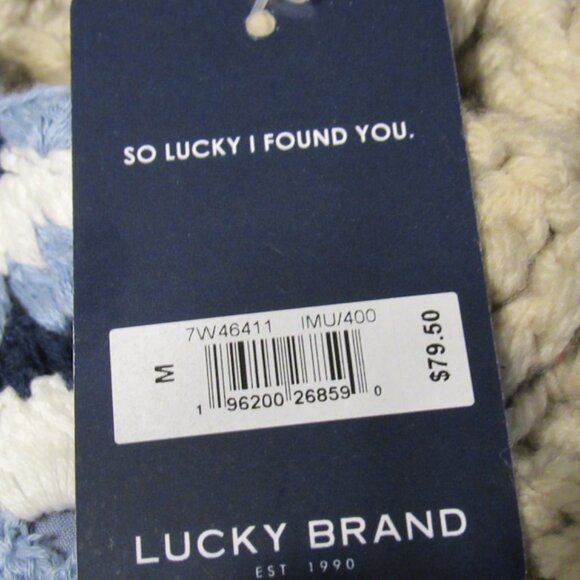 SO LUCKY I FOUND YOU.
7W46411 IMU/400
M
$79.50
1 96200 26859 0
LUCKY BRAND
EST 1990